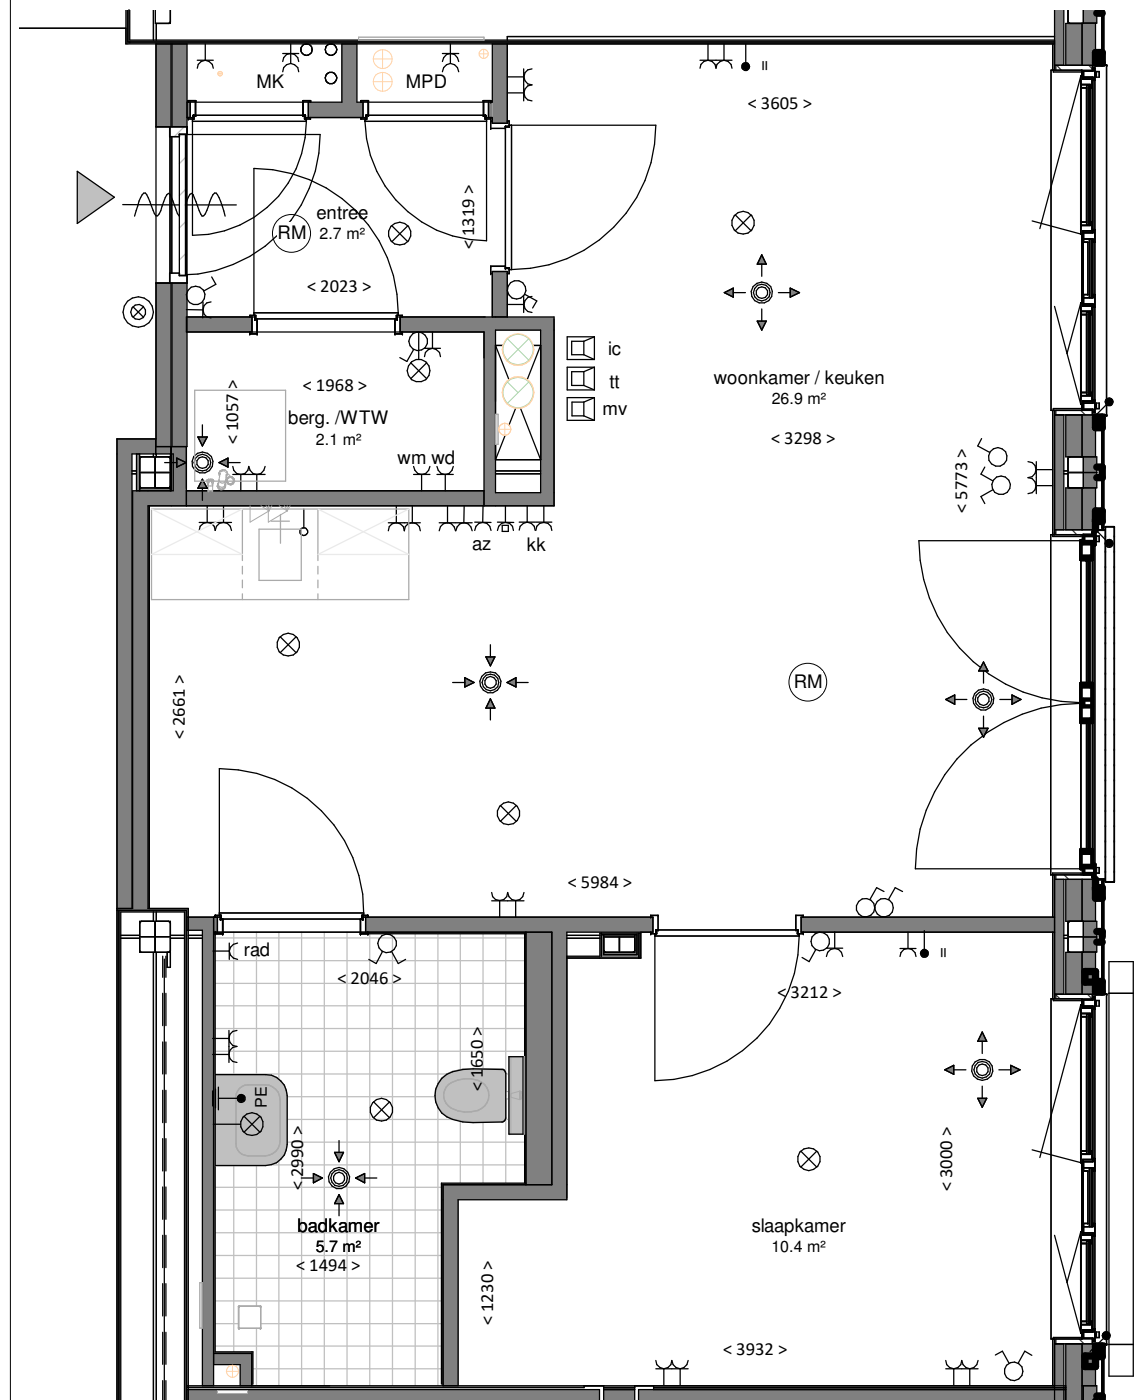 MK
MPD
II
< 3605 >
entree
2.7 m²
RM
< 1319 >
< 2023 >
ic
tt
mv
woonkamer / keuken
26.9 m²
< 1968 >
< 1057 >
berg. /WTW
2.1 m²
< 3298 >
wm wd
< 5773 >
az
kk
< 2661 >
RM
< 5984 >
rad
< 2046 >
II
< 3212 >
< 1650 >
PE
< 2990 >
< 3000 >
badkamer
5.7 m²
< 1494 >
slaapkamer
10.4 m²
< 1230 >
< 3932 >